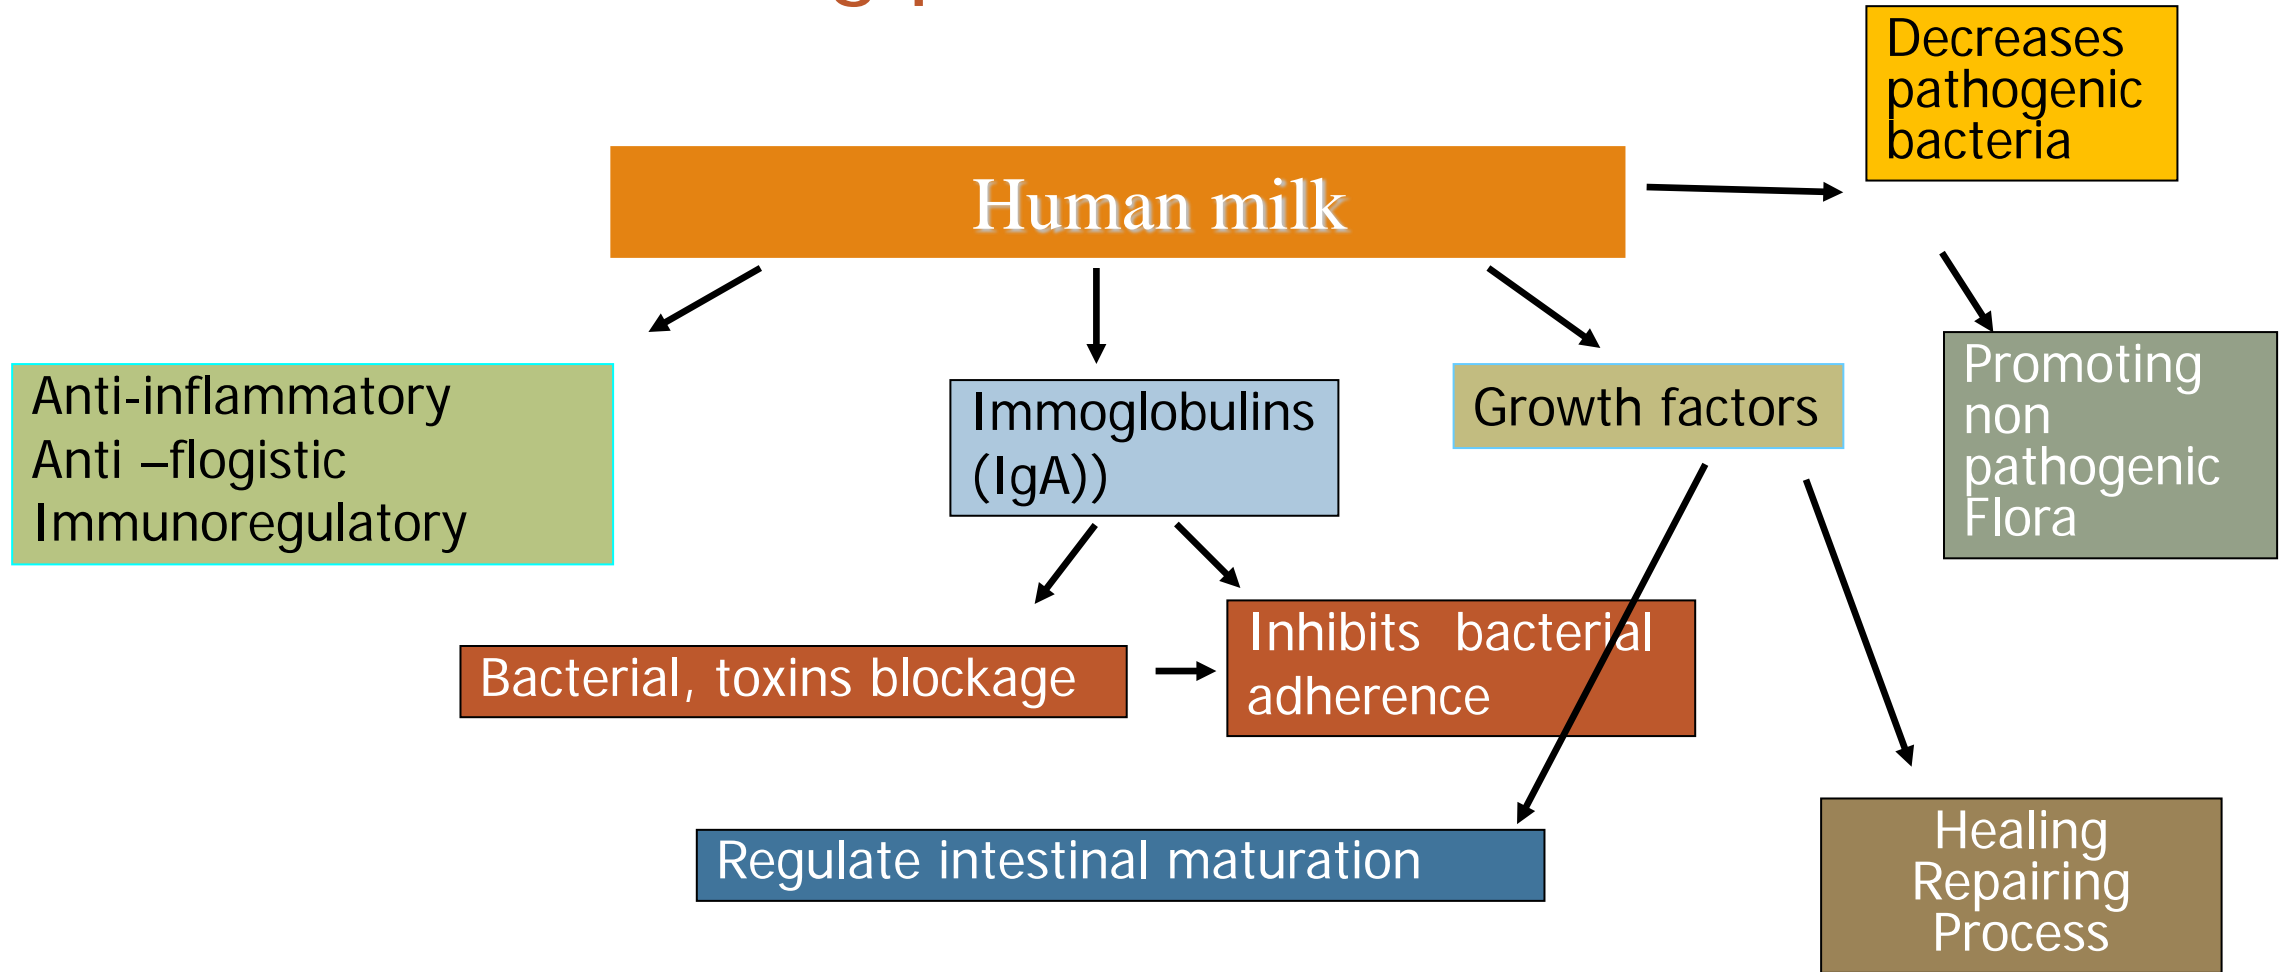 Decreases
pathogenic
bacteria
Human milk
Anti-inflammatory
Anti –flogistic
Immunoregulatory
Immoglobulins
(IgA))
Growth factors
Promoting
non
pathogenic
Flora
Bacterial, toxins blockage
Inhibits bacterial
adherence
Regulate intestinal maturation
Healing
Repairing
Process